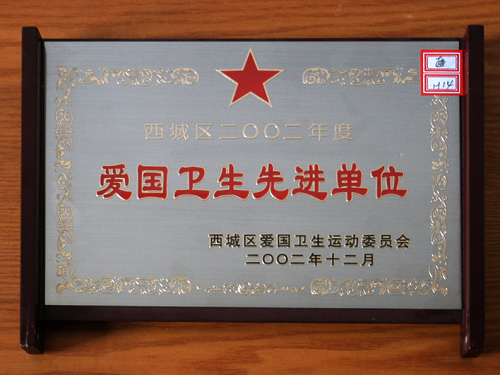 西城区二〇〇二年度
爱国卫生先进单位
西城区爱国卫生运动委员会
二〇〇二年十二月